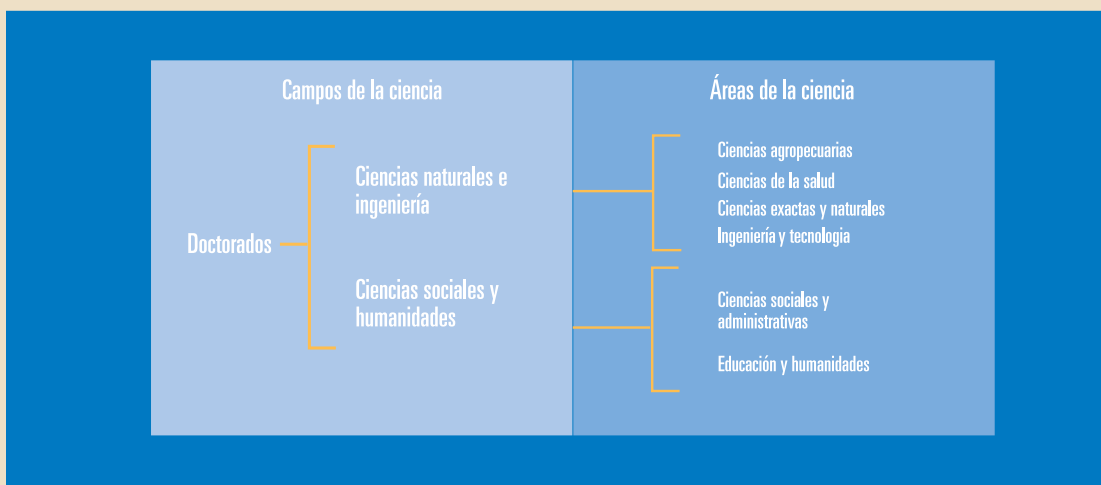 Campos de la ciencia
Áreas de la ciencia
Doctorados
Ciencias naturales e
ingeniería
Ciencias sociales y
humanidades
Ciencias agropecuarias
Ciencias de la salud
Ciencias exactas y naturales
Ingeniería y tecnologia
Ciencias sociales y
administrativas
Educación y humanidades